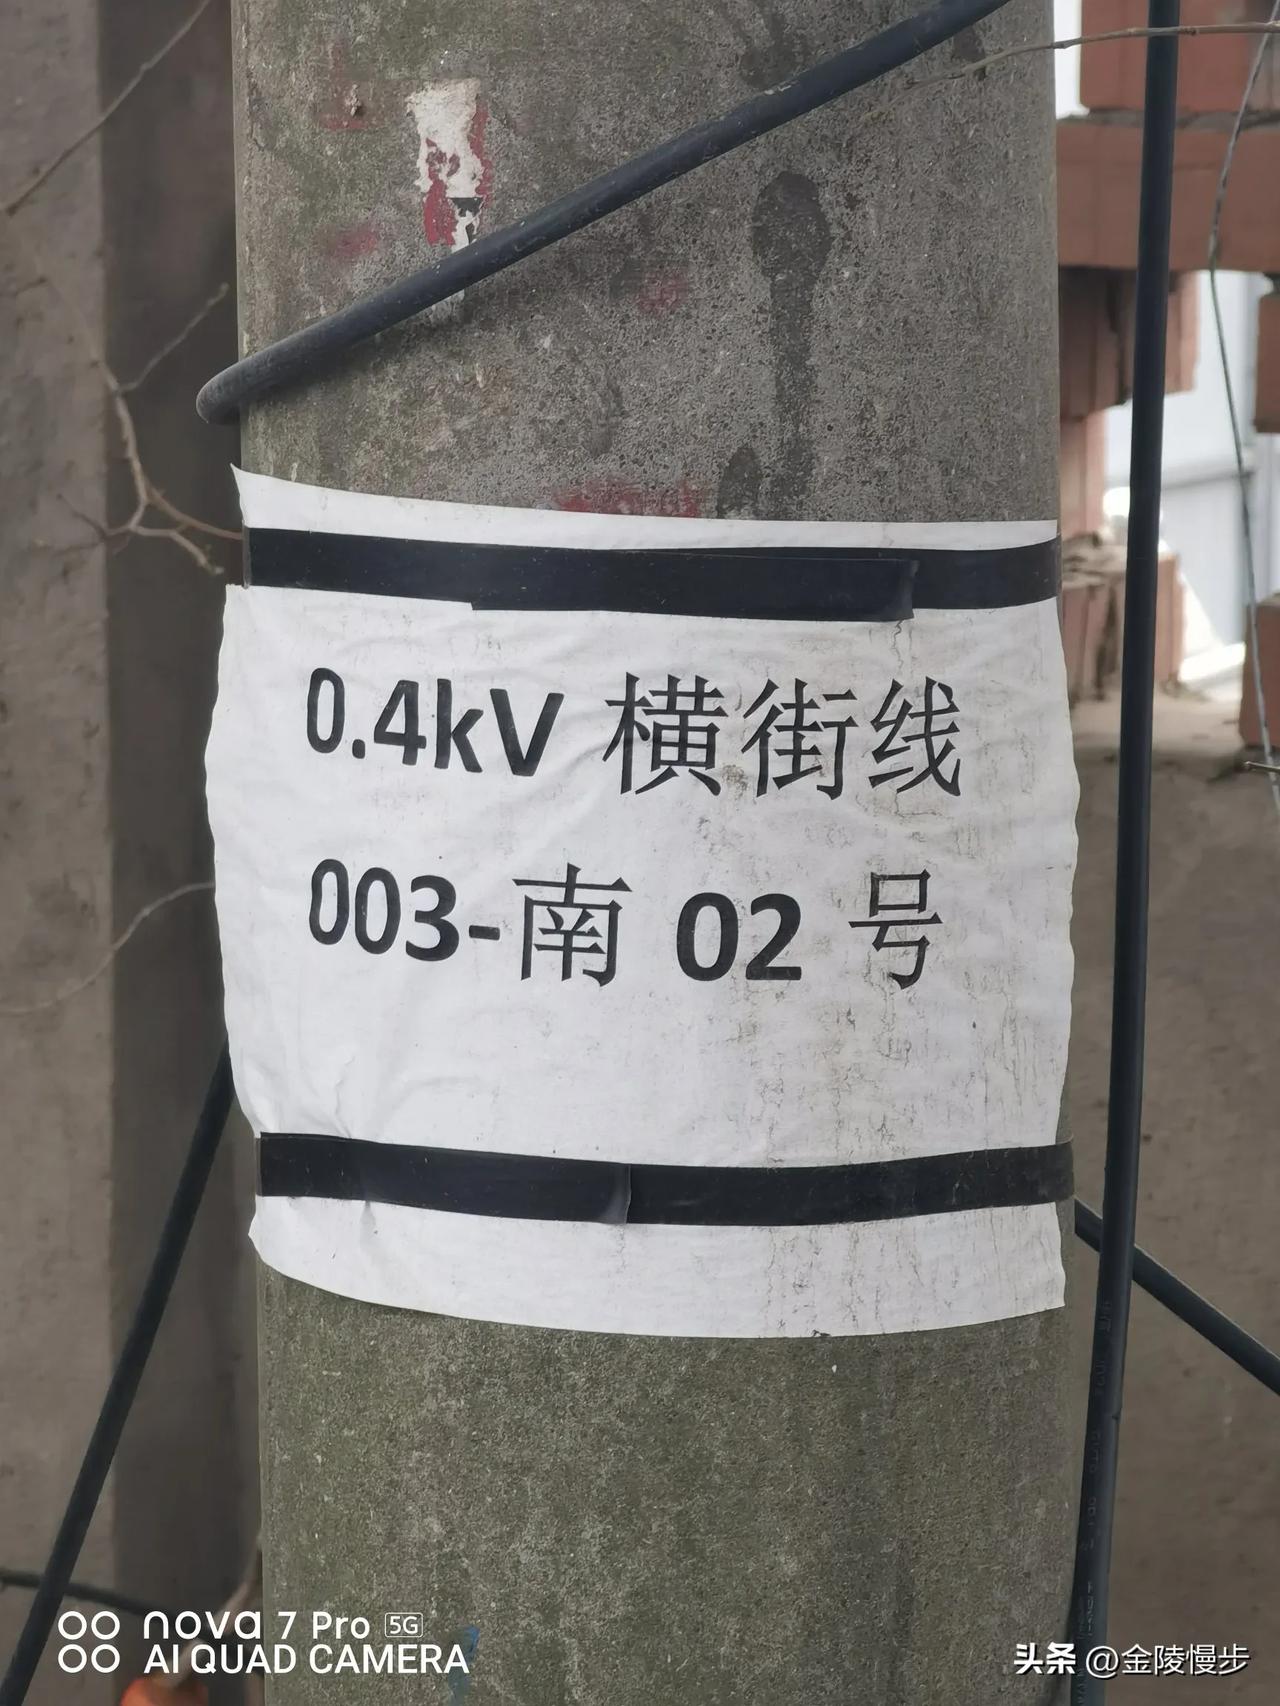 0.4kV 横街线
003-南 02 号
nova 7 Pro 5G
AI QUAD CAMERA
头条 @金陵慢步